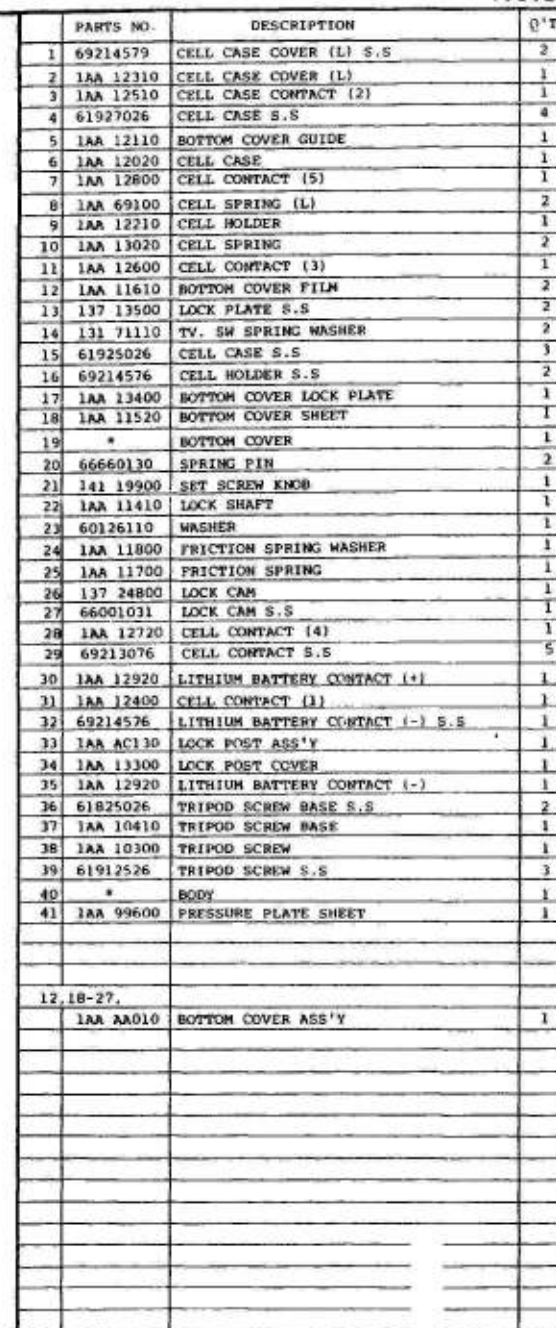 PARTS NO. DESCRIPTION Q'T
1 69214579 CELL CASE COVER (L) S.S 2
2 1AA 12310 CELL CASE COVER (L) 1
3 1AA 12510 CELL CASE CONTACT (2) 1
4 61927026 CELL CASE S.S 4
5 1AA 12110 BOTTOM COVER GUIDE 1
6 1AA 12020 CELL CASE 1
7 1AA 12800 CELL CONTACT (5) 1
8 1AA 69100 CELL SPRING (L) 2
9 1AA 12210 CELL HOLDER 1
10 1AA 13020 CELL SPRING 2
11 1AA 12600 CELL CONTACT (3) 1
12 1AA 11610 BOTTOM COVER FILM 2
13 137 13500 LOCK PLATE S.S 2
14 131 71110 TV. SW SPRING WASHER 2
15 61925026 CELL CASE S.S 3
16 69214576 CELL HOLDER S.S 2
17 1AA 13400 BOTTOM COVER LOCK PLATE 1
18 1AA 11520 BOTTOM COVER SHEET 1
19 * BOTTOM COVER 1
20 66660130 SPRING PIN 2
21 141 19900 SET SCREW KNOB 1
22 1AA 11410 LOCK SHAFT 1
23 60126110 WASHER 1
24 1AA 11800 FRICTION SPRING WASHER 1
25 1AA 11700 FRICTION SPRING 1
26 137 24800 LOCK CAM 1
27 66001031 LOCK CAM S.S 1
28 1AA 12720 CELL CONTACT (4) 1
29 69213076 CELL CONTACT S.S 5
30 1AA 12920 LITHIUM BATTERY CONTACT (+) 1
31 1AA 12400 CELL CONTACT (1) 1
32 69214576 LITHIUM BATTERY CONTACT (-) S.S 1
33 1AA AC130 LOCK POST ASS'Y 1
34 1AA 13300 LOCK POST COVER 1
35 1AA 12920 LITHIUM BATTERY CONTACT (-) 1
36 61825026 TRIPOD SCREW BASE S.S 2
37 1AA 10410 TRIPOD SCREW BASE 1
38 1AA 10300 TRIPOD SCREW 1
39 61912526 TRIPOD SCREW S.S 3
40 * BODY 1
41 1AA 99600 PRESSURE PLATE SHEET 1
12,18-27,
1AA AA010 BOTTOM COVER ASS'Y 1